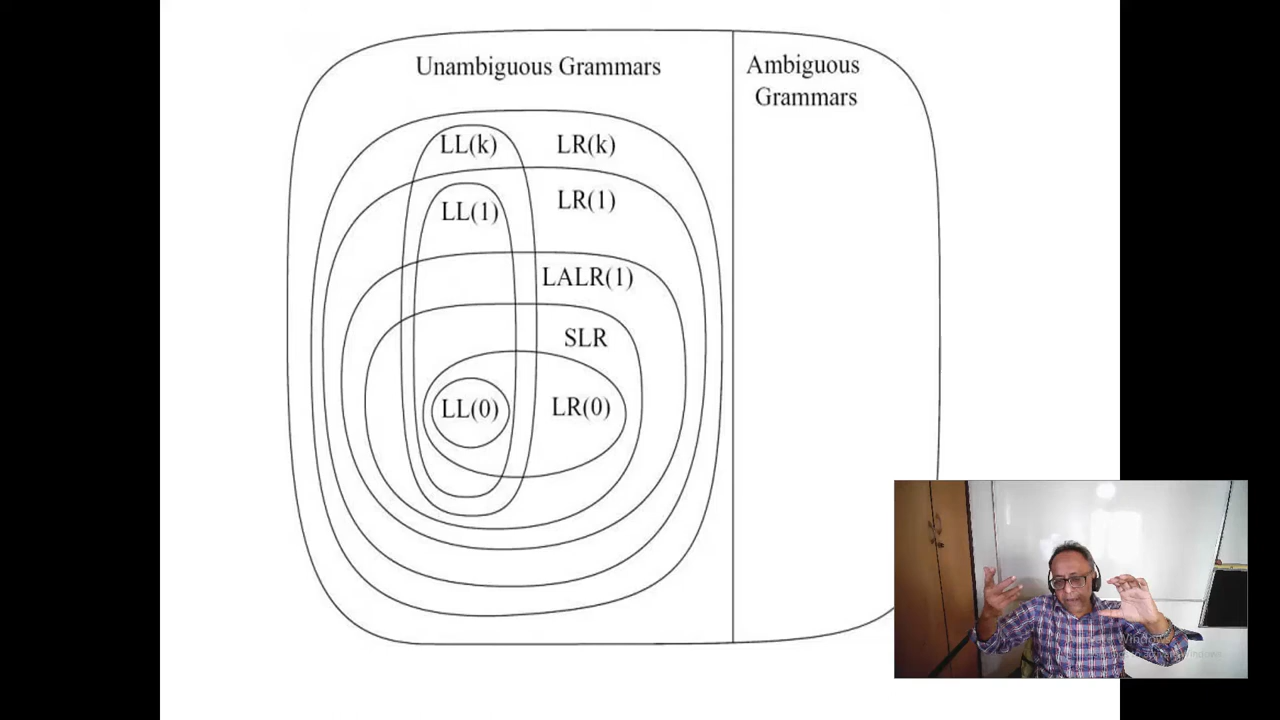 Unambiguous Grammars
Ambiguous
Grammars
LL(k)
LR(k)
LL(1)
LR(1)
LALR(1)
SLR
LL(0)
LR(0)